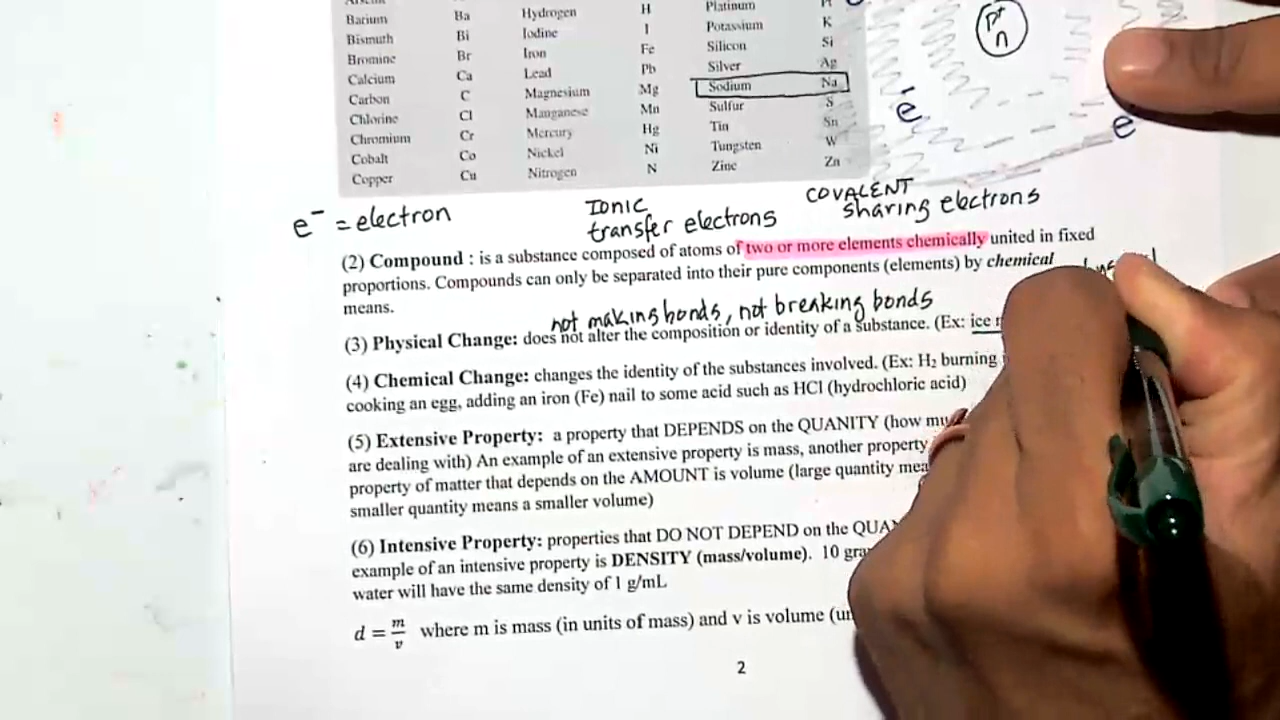 Platinum
Barium Ba Hydrogen H Potassium K
Bismuth Bi Iodine I Silicon Si
Bromine Br Iron Fe Silver Ag
Calcium Ca Lead Pb Sodium Na
Carbon C Magnesium Mg Sulfur S
Chlorine Cl Manganese Mn Tin Sn
Chromium Cr Mercury Hg Tungsten W
Cobalt Co Nickel Ni Zinc Zn
Copper Cu Nitrogen N
p+
n
e
e
e⁻ = electron
Ionic
transfer electrons
COVALENT
sharing electrons
(2) Compound : is a substance composed of atoms of two or more elements chemically united in fixed
proportions. Compounds can only be separated into their pure components (elements) by chemical
means.
not making bonds, not breaking bonds
(3) Physical Change: does not alter the composition or identity of a substance. (Ex: ice
(4) Chemical Change: changes the identity of the substances involved. (Ex: H₂ burning
cooking an egg, adding an iron (Fe) nail to some acid such as HCl (hydrochloric acid)
(5) Extensive Property: a property that DEPENDS on the QUANITY (how
are dealing with) An example of an extensive property is mass, another property
property of matter that depends on the AMOUNT is volume (large quantity
smaller quantity means a smaller volume)
(6) Intensive Property: properties that DO NOT DEPEND on the
example of an intensive property is DENSITY (mass/volume). 10
water will have the same density of 1 g/mL
d = m/v where m is mass (in units of mass) and v is volume
2